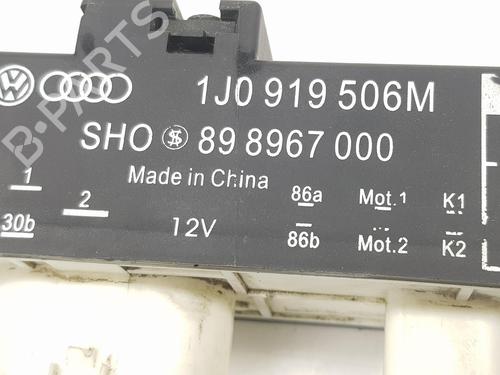 B-PARTS
1J0 919 506M
SHO 89 8967 000
Made in China
1 2 86a Mot.1 K1
30b 12V 86b Mot.2 K2